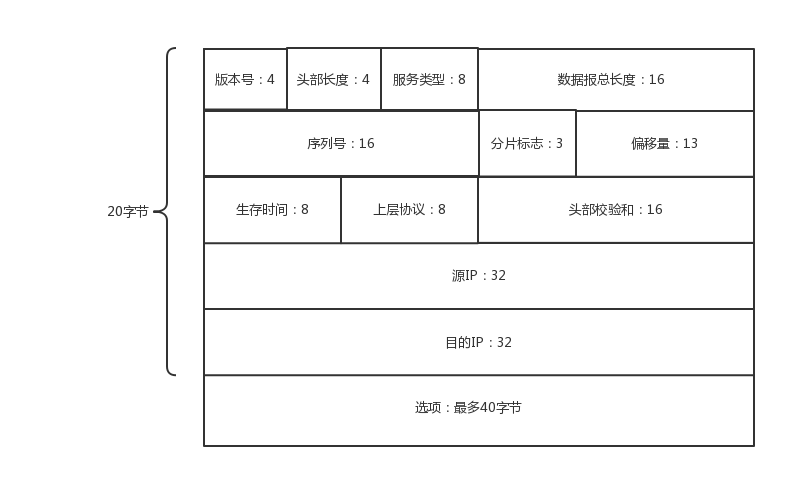 版本号：4
头部长度：4
服务类型：8
数据报总长度：16
序列号：16
分片标志：3
偏移量：13
生存时间：8
上层协议：8
头部校验和：16
20字节
源IP：32
目的IP：32
选项：最多40字节